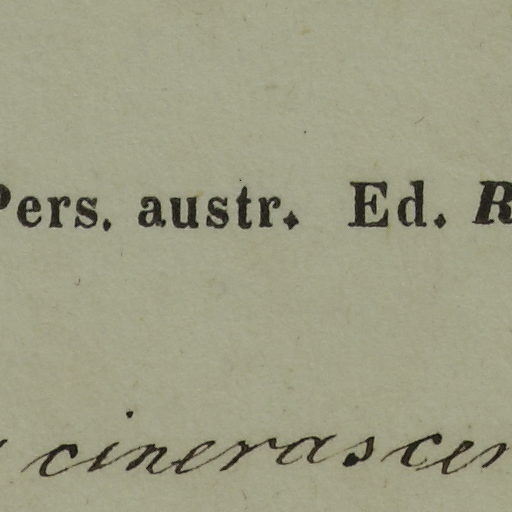 Pers. austr. Ed. R
cinerascen